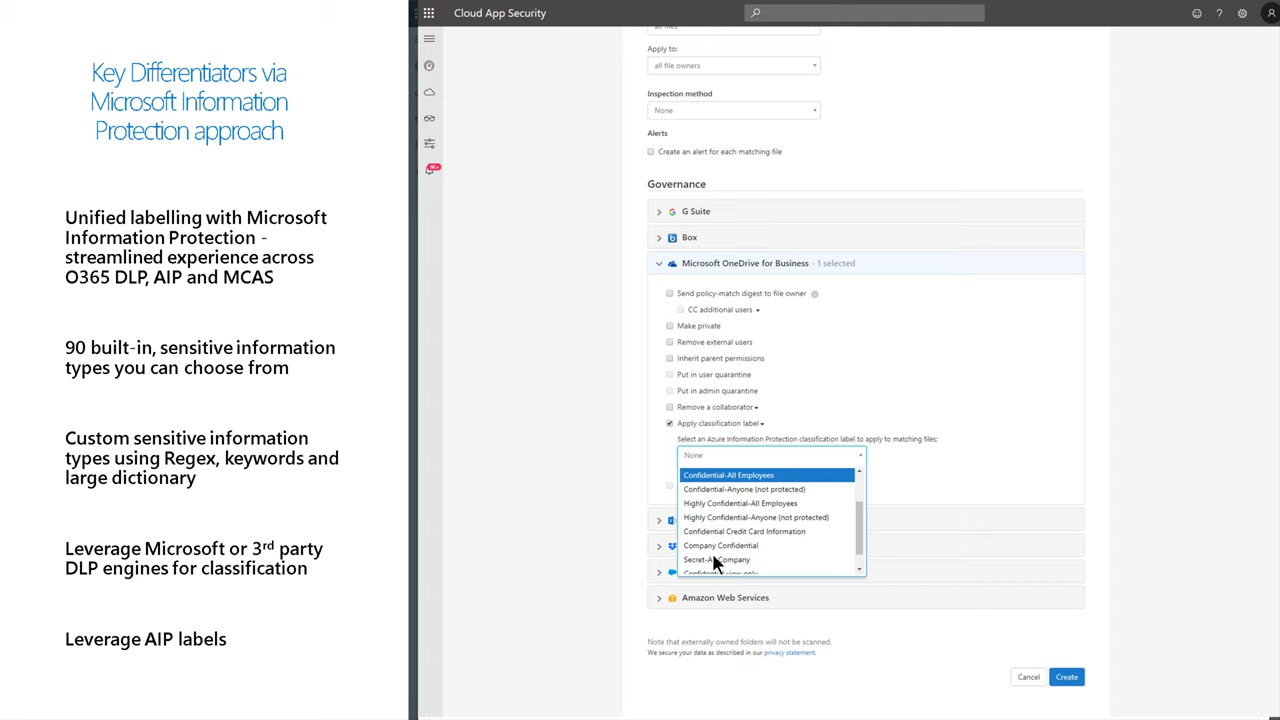 Key Differentiators via
Microsoft Information
Protection approach
Unified labelling with Microsoft
Information Protection -
streamlined experience across
O365 DLP, AIP and MCAS
90 built-in, sensitive information
types you can choose from
Custom sensitive information
types using Regex, keywords and
large dictionary
Leverage Microsoft or 3rd party
DLP engines for classification
Leverage AIP labels
Cloud App Security
all files
Apply to:
all file owners
Inspection method
None
Alerts
Create an alert for each matching file
Governance
G Suite
Box
Microsoft OneDrive for Business - 1 selected
Send policy-match digest to file owner
CC additional users
Make private
Remove external users
Inherit parent permissions
Put in user quarantine
Put in admin quarantine
Remove a collaborator
Apply classification label
Select an Azure Information Protection classification label to apply to matching files:
None
Confidential-All Employees
Confidential-Anyone (not protected)
Highly Confidential-All Employees
Highly Confidential-Anyone (not protected)
Confidential Credit Card Information
Company Confidential
Company
Amazon Web Services
Note that externally owned folders will not be scanned.
We secure your data as described in our privacy statement.
Cancel
Create